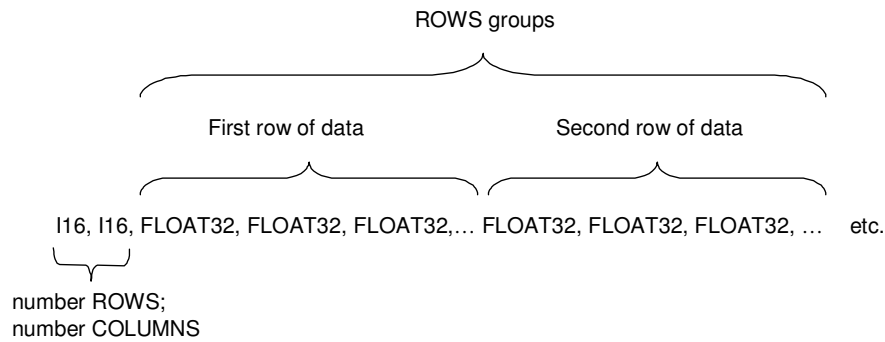 ROWS groups
First row of data Second row of data
I16, I16, FLOAT32, FLOAT32, FLOAT32,… FLOAT32, FLOAT32, FLOAT32, … etc.
number ROWS;
number COLUMNS